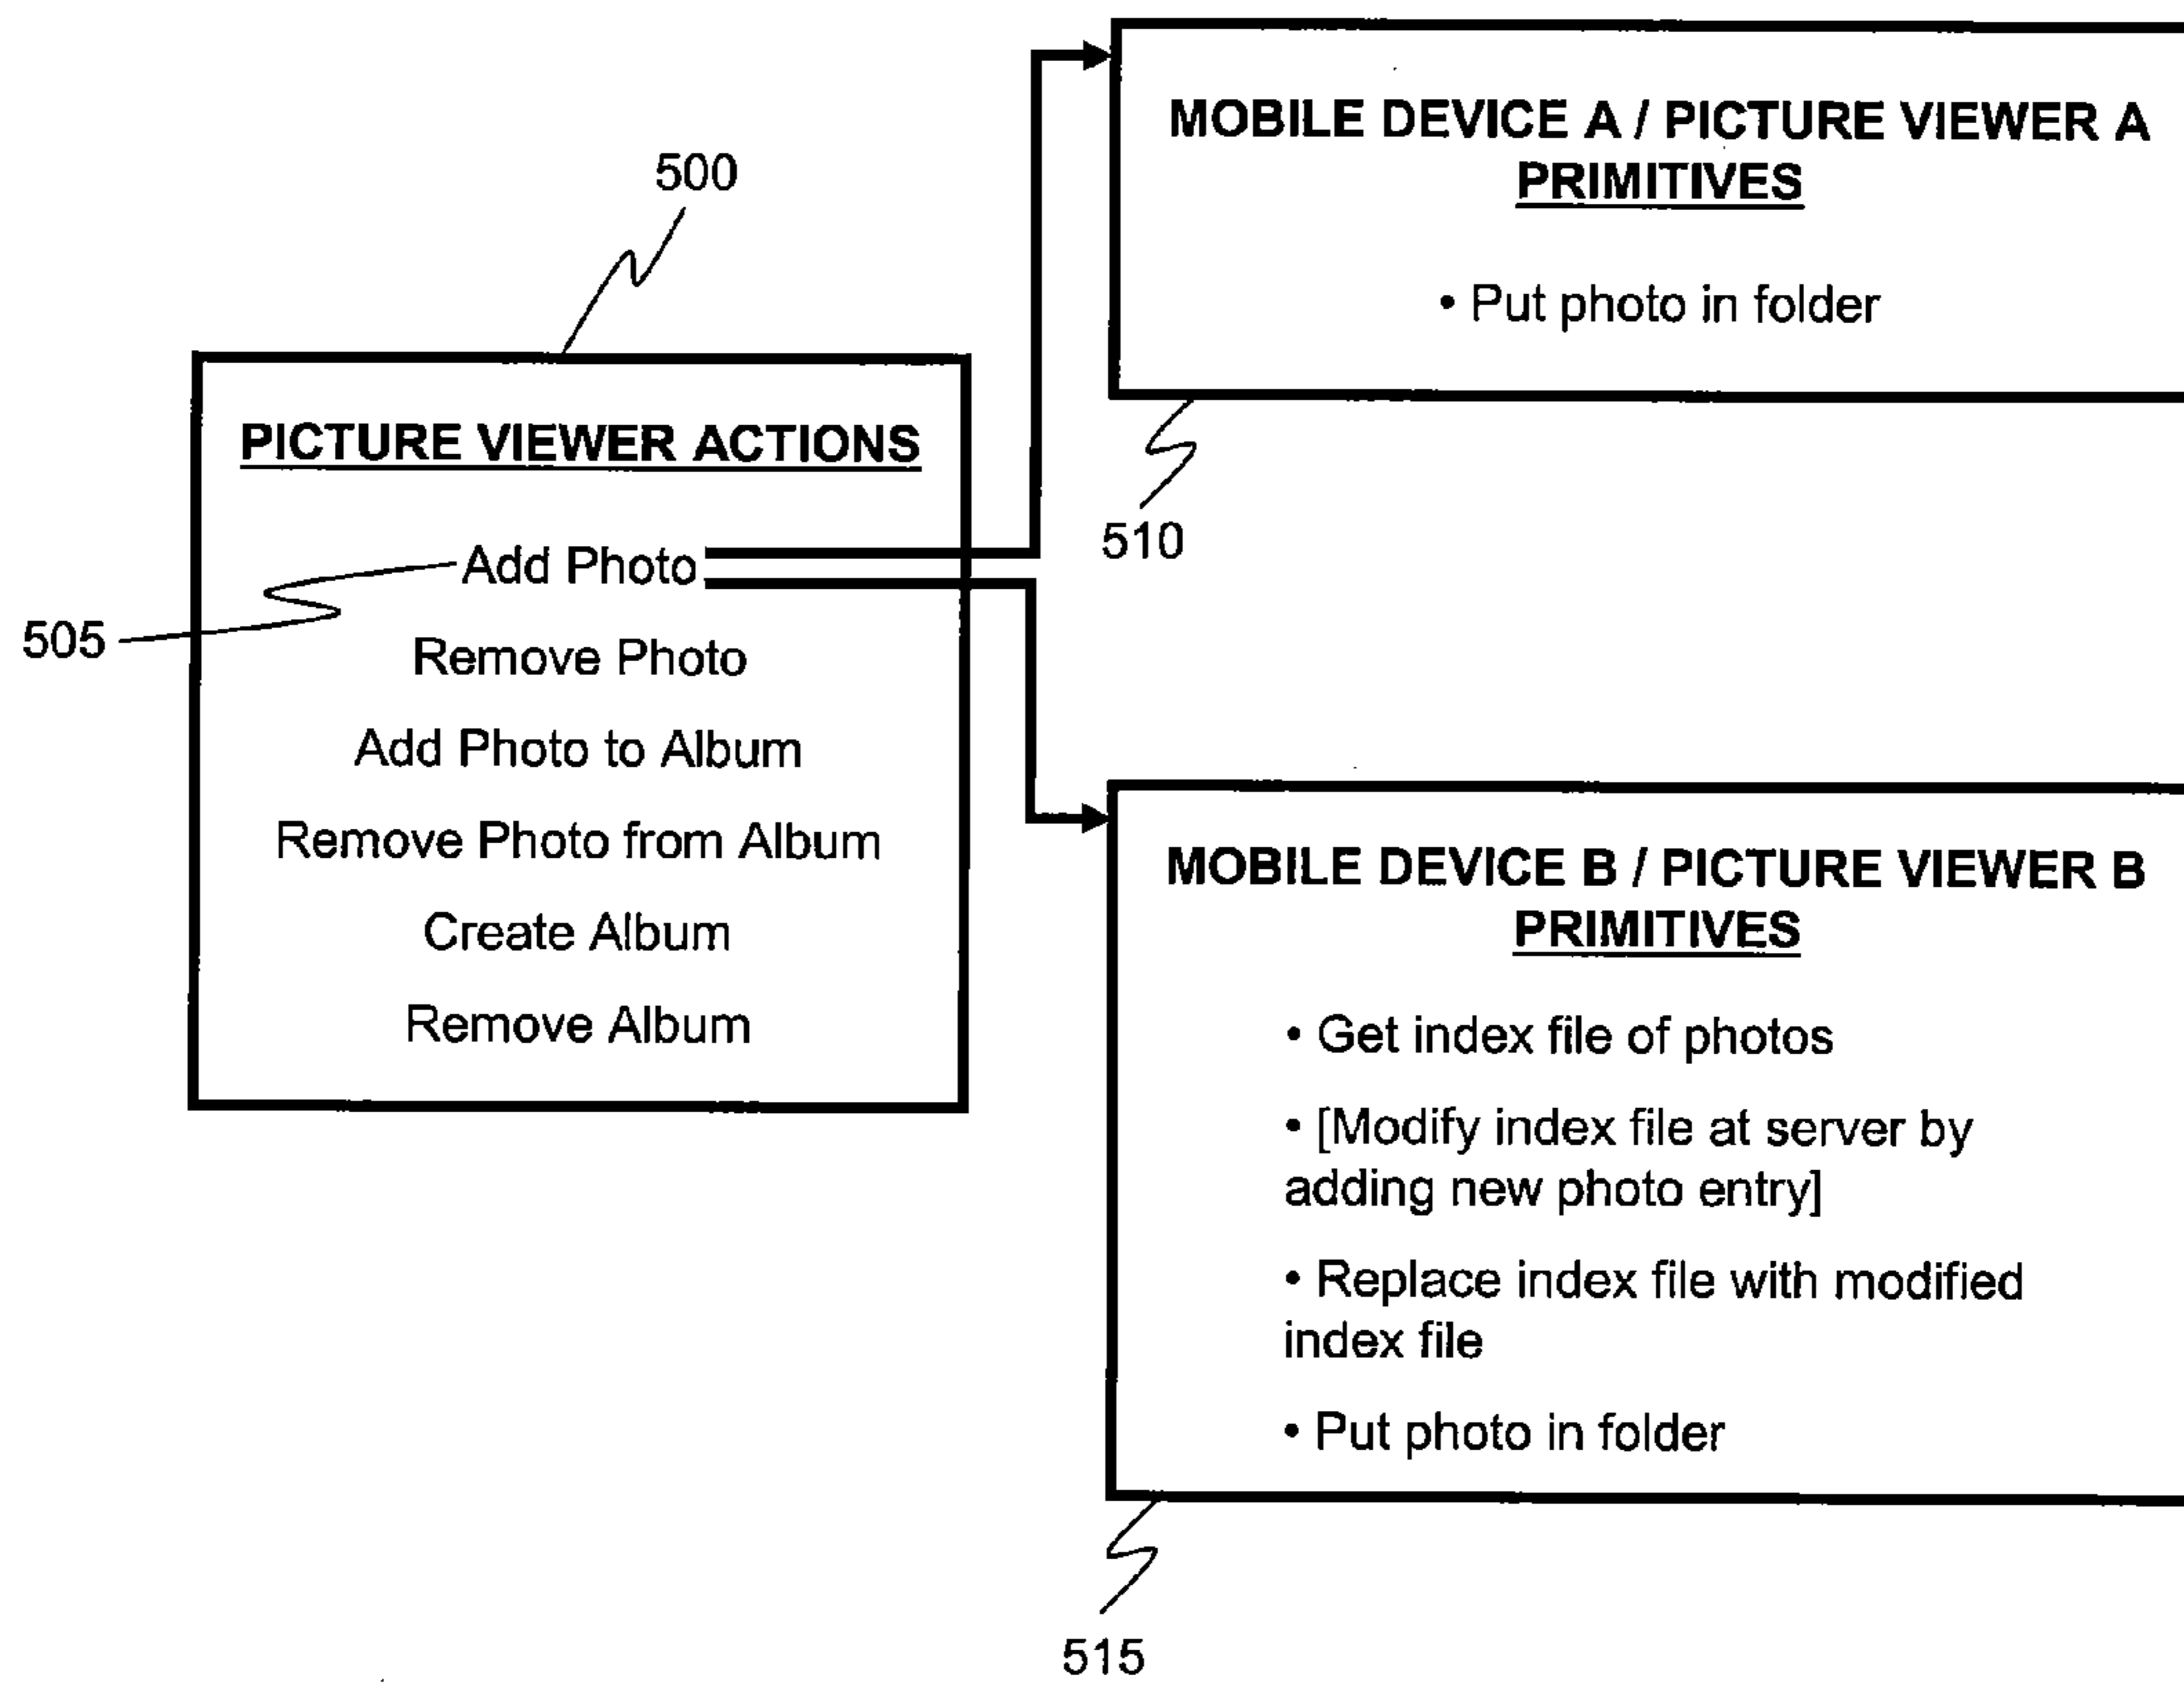 500
PICTURE VIEWER ACTIONS
505
Add Photo
Remove Photo
Add Photo to Album
Remove Photo from Album
Create Album
Remove Album
MOBILE DEVICE A / PICTURE VIEWER A
PRIMITIVES
• Put photo in folder
510
MOBILE DEVICE B / PICTURE VIEWER B
PRIMITIVES
• Get index file of photos
• [Modify index file at server by
adding new photo entry]
• Replace index file with modified
index file
• Put photo in folder
515